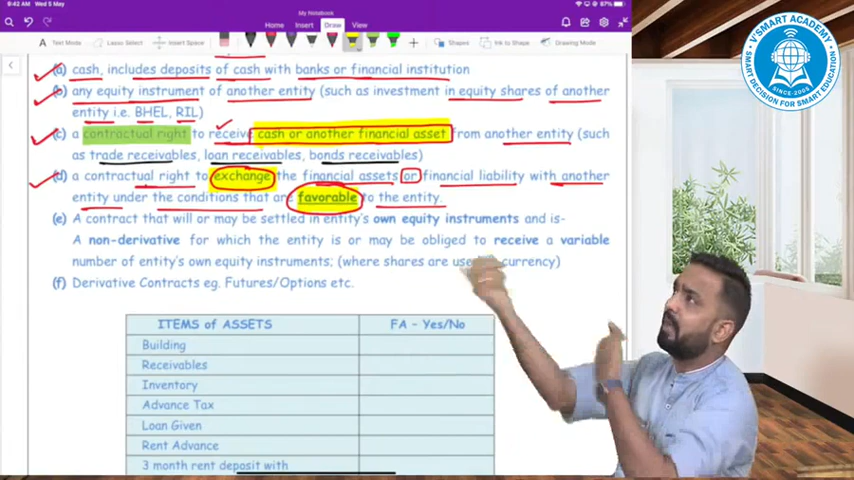 9:42 AM Wed 5 May
87%
My Notebook
Home Insert Draw View
Text Mode Lasso Select Insert Space Shapes Ink to Shape Drawing Mode
(a) cash, includes deposits of cash with banks or financial institution
(b) any equity instrument of another entity (such as investment in equity shares of another
entity i.e. BHEL, RIL)
(c) a contractual right to receive cash or another financial asset from another entity (such
as trade receivables, loan receivables, bonds receivables)
(d) a contractual right to exchange the financial assets or financial liability with another
entity under the conditions that are favorable to the entity.
(e) A contract that will or may be settled in entity's own equity instruments and is-
A non-derivative for which the entity is or may be obliged to receive a variable
number of entity's own equity instruments; (where shares are currency)
(f) Derivative Contracts eg. Futures/Options etc.
ITEMS of ASSETS FA - Yes/No
Building
Receivables
Inventory
Advance Tax
Loan Given
Rent Advance
3 month rent deposit with
V'SMART ACADEMY
SINCE-2005
VALUABLE FOR SMART EDUCATION